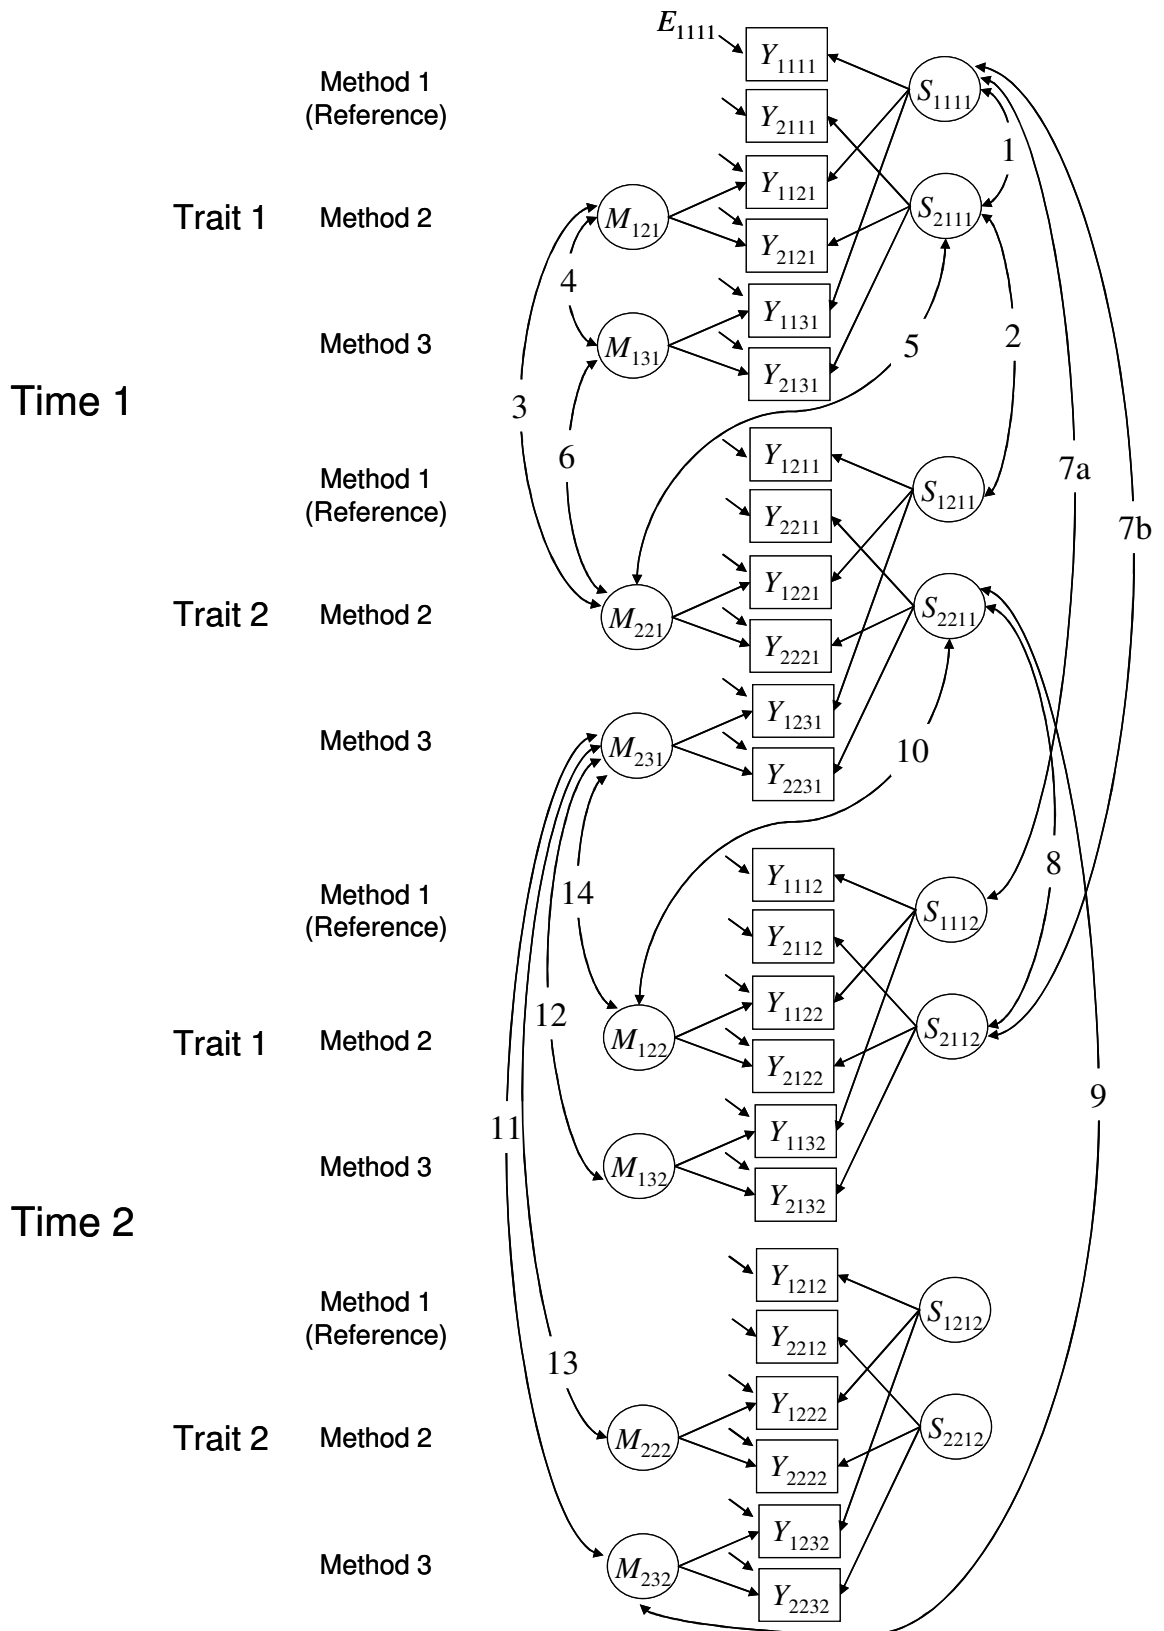 E1111
Y1111
Method 1
(Reference)
S1111
Y2111
1
Y1121
Trait 1
Method 2
M121
S2111
Y2121
4
Y1131
5
2
Method 3
M131
Y2131
Time 1
3
6
Y1211
7a
Method 1
(Reference)
S1211
Y2211
7b
Y1221
Trait 2
Method 2
M221
S2211
Y2221
Y1231
Method 3
M231
10
Y2231
8
Y1112
Method 1
(Reference)
14
S1112
Y2112
Y1122
12
Trait 1
Method 2
M122
S2112
Y2122
9
11
Y1132
Method 3
M132
Y2132
Time 2
Y1212
Method 1
(Reference)
S1212
Y2212
13
Y1222
Trait 2
Method 2
M222
S2212
Y2222
Y1232
Method 3
M232
Y2232